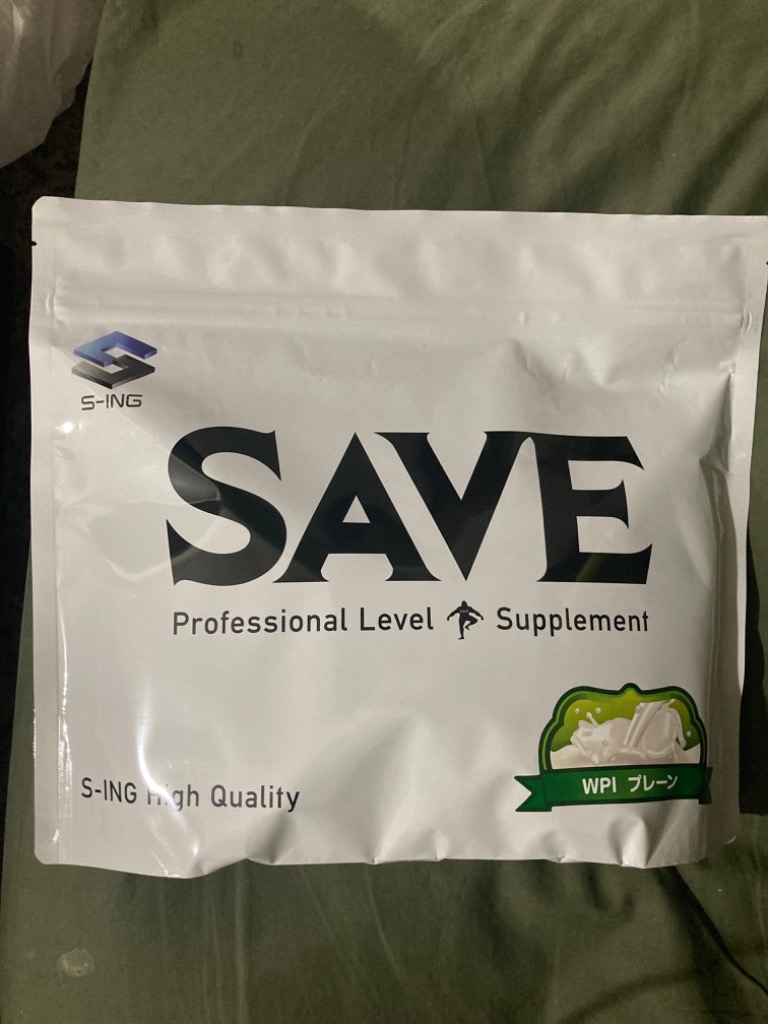 S-ING
SAVE
Professional Level Supplement
S-ING High Quality
WPI プレーン